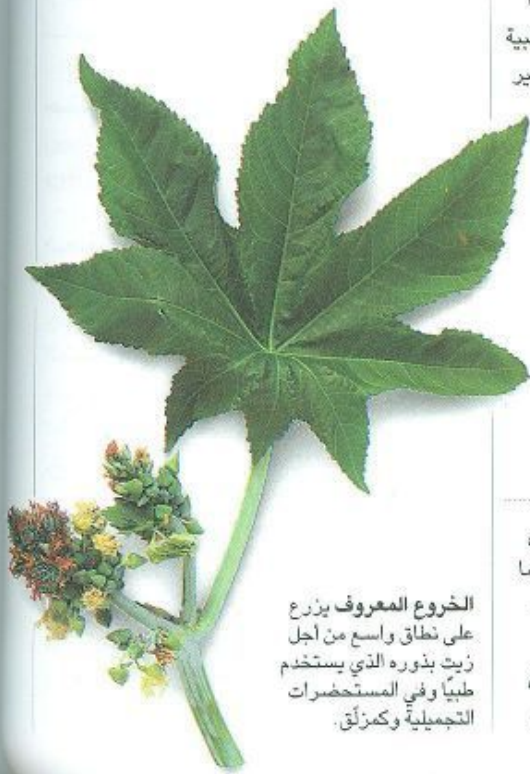 الخروع المعروف يزرع
على نطاق واسع من أجل
زيت بذوره الذي يستخدم
طبيًا وفي المستحضرات
التجميلية وكمزلّق.